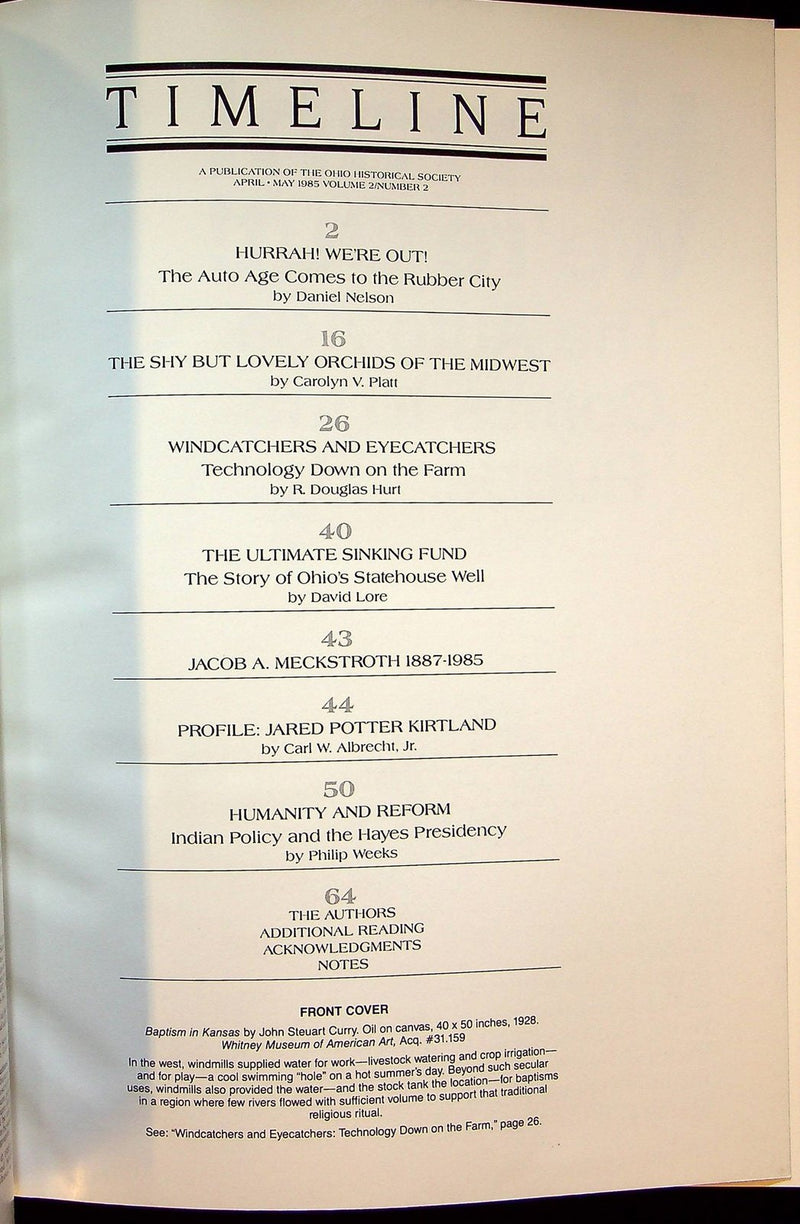 TIMELINE
A PUBLICATION OF THE OHIO HISTORICAL SOCIETY
APRIL • MAY 1985 VOLUME 2/NUMBER 2
2
HURRAH! WE'RE OUT!
The Auto Age Comes to the Rubber City
by Daniel Nelson
16
THE SHY BUT LOVELY ORCHIDS OF THE MIDWEST
by Carolyn V. Platt
26
WINDCATCHERS AND EYECATCHERS
Technology Down on the Farm
by R. Douglas Hurt
40
THE ULTIMATE SINKING FUND
The Story of Ohio's Statehouse Well
by David Lore
43
JACOB A. MECKSTROTH 1887-1985
44
PROFILE: JARED POTTER KIRTLAND
by Carl W. Albrecht, Jr.
50
HUMANITY AND REFORM
Indian Policy and the Hayes Presidency
by Philip Weeks
64
THE AUTHORS
ADDITIONAL READING
ACKNOWLEDGMENTS
NOTES
FRONT COVER
Baptism in Kansas by John Steuart Curry. Oil on canvas, 40 x 50 inches, 1928.
Whitney Museum of American Art, Acq. #31.159
In the west, windmills supplied water for work—livestock watering and crop irrigation—
and for play—a cool swimming "hole" on a hot summer's day. Beyond such secular
uses, windmills also provided the water—and the stock tank the location—for baptisms
in a region where few rivers flowed with sufficient volume to support that traditional
religious ritual.
See: "Windcatchers and Eyecatchers: Technology Down on the Farm," page 26.